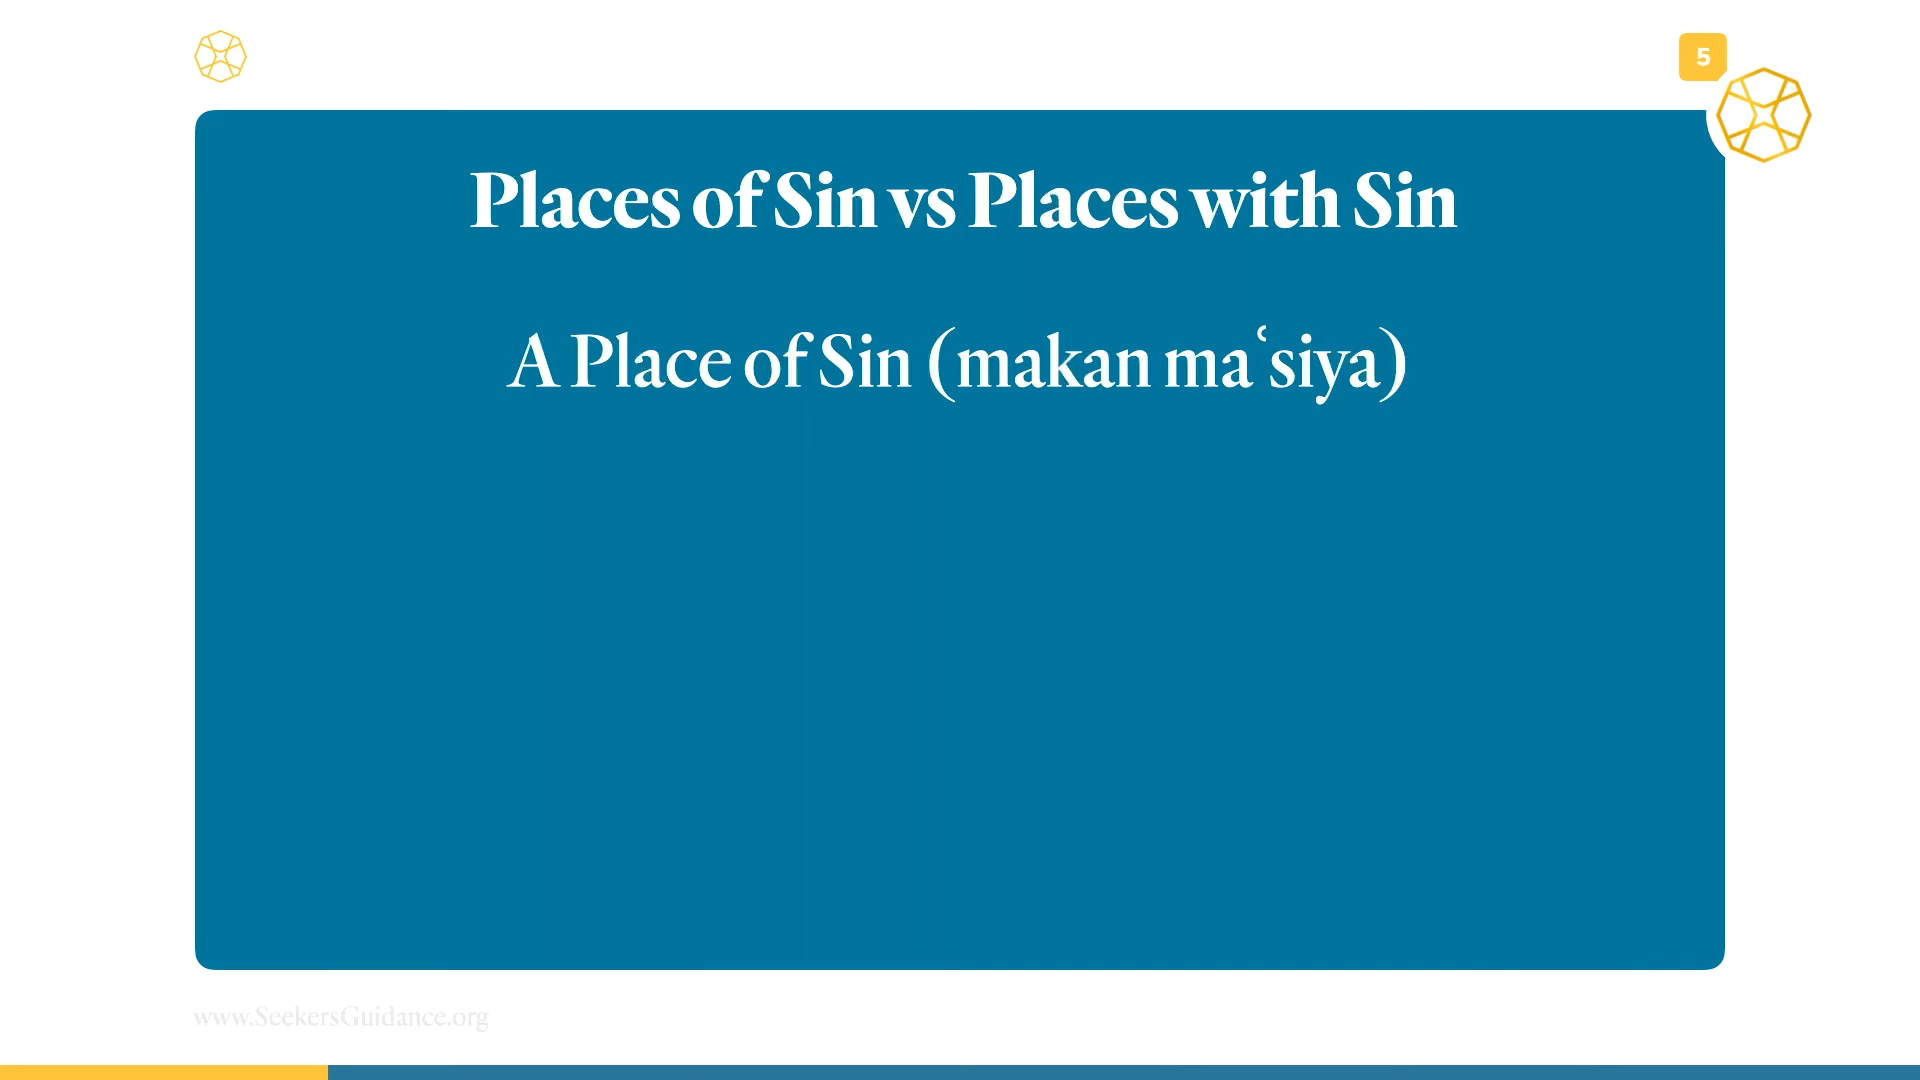 5
Places of Sin vs Places with Sin
A Place of Sin (makan maʿsiya)
www.SeekersGuidance.org